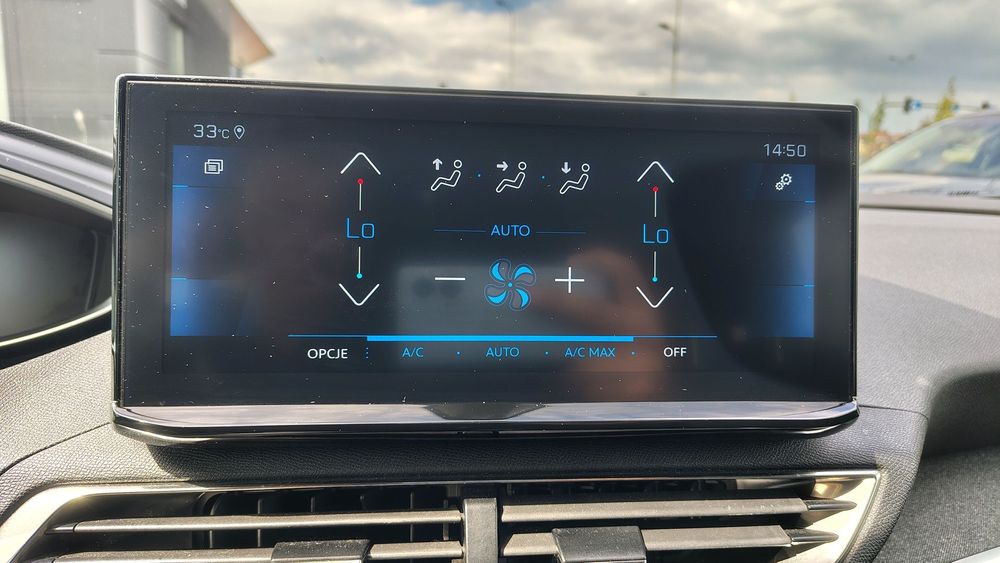 33°C
14:50
Lo
Lo
AUTO
OPCJE A/C AUTO A/C MAX OFF